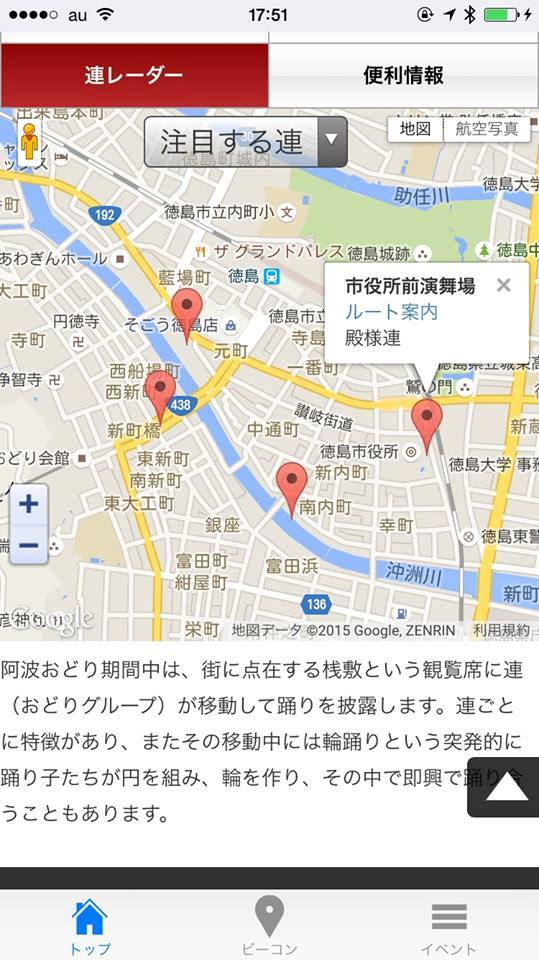 au 17:51
連レーダー
便利情報
出来島本町
注目する連
地図
航空写真
徳島町城内
助任川
徳島大学
192
徳島市立内町小
あわぎんホール
ザ グランドパレス
徳島城跡
徳島中
藍場町
徳島
市役所前演舞場
ルート案内
殿様連
大工町
円徳寺
そごう徳島店
徳島市立
寺島
元町
寺町
西船場町
一番町
浄智寺
西新町
438
鷲の門
讃岐街道
新町橋
中通町
徳島市役所
おどり会館
東新町
新内町
徳島大学 事務
南新町
東大工町
南内町
銀座
幸町
徳島東警
富田町
富田浜
紺屋町
沖洲川
新町
136
Google
栄町
地図データ ©2015 Google, ZENRIN
利用規約
阿波おどり期間中は、街に点在する桟敷という観覧席に連
（おどりグループ）が移動して踊りを披露します。連ごと
に特徴があり、またその移動中には輪踊りという突発的に
踊り子たちが円を組み、輪を作り、その中で即興で踊り合
うこともあります。
トップ
ビーコン
イベント